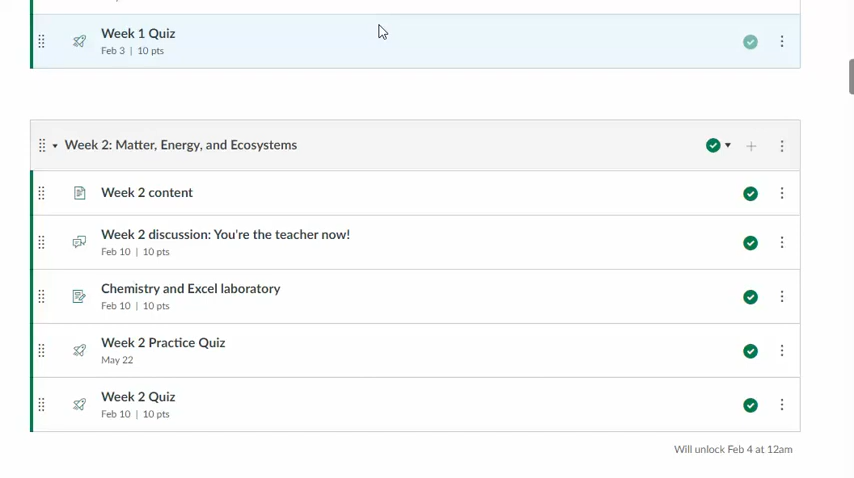 Week 1 Quiz
Feb 3 | 10 pts
Week 2: Matter, Energy, and Ecosystems
Week 2 content
Week 2 discussion: You're the teacher now!
Feb 10 | 10 pts
Chemistry and Excel laboratory
Feb 10 | 10 pts
Week 2 Practice Quiz
May 22
Week 2 Quiz
Feb 10 | 10 pts
Will unlock Feb 4 at 12am